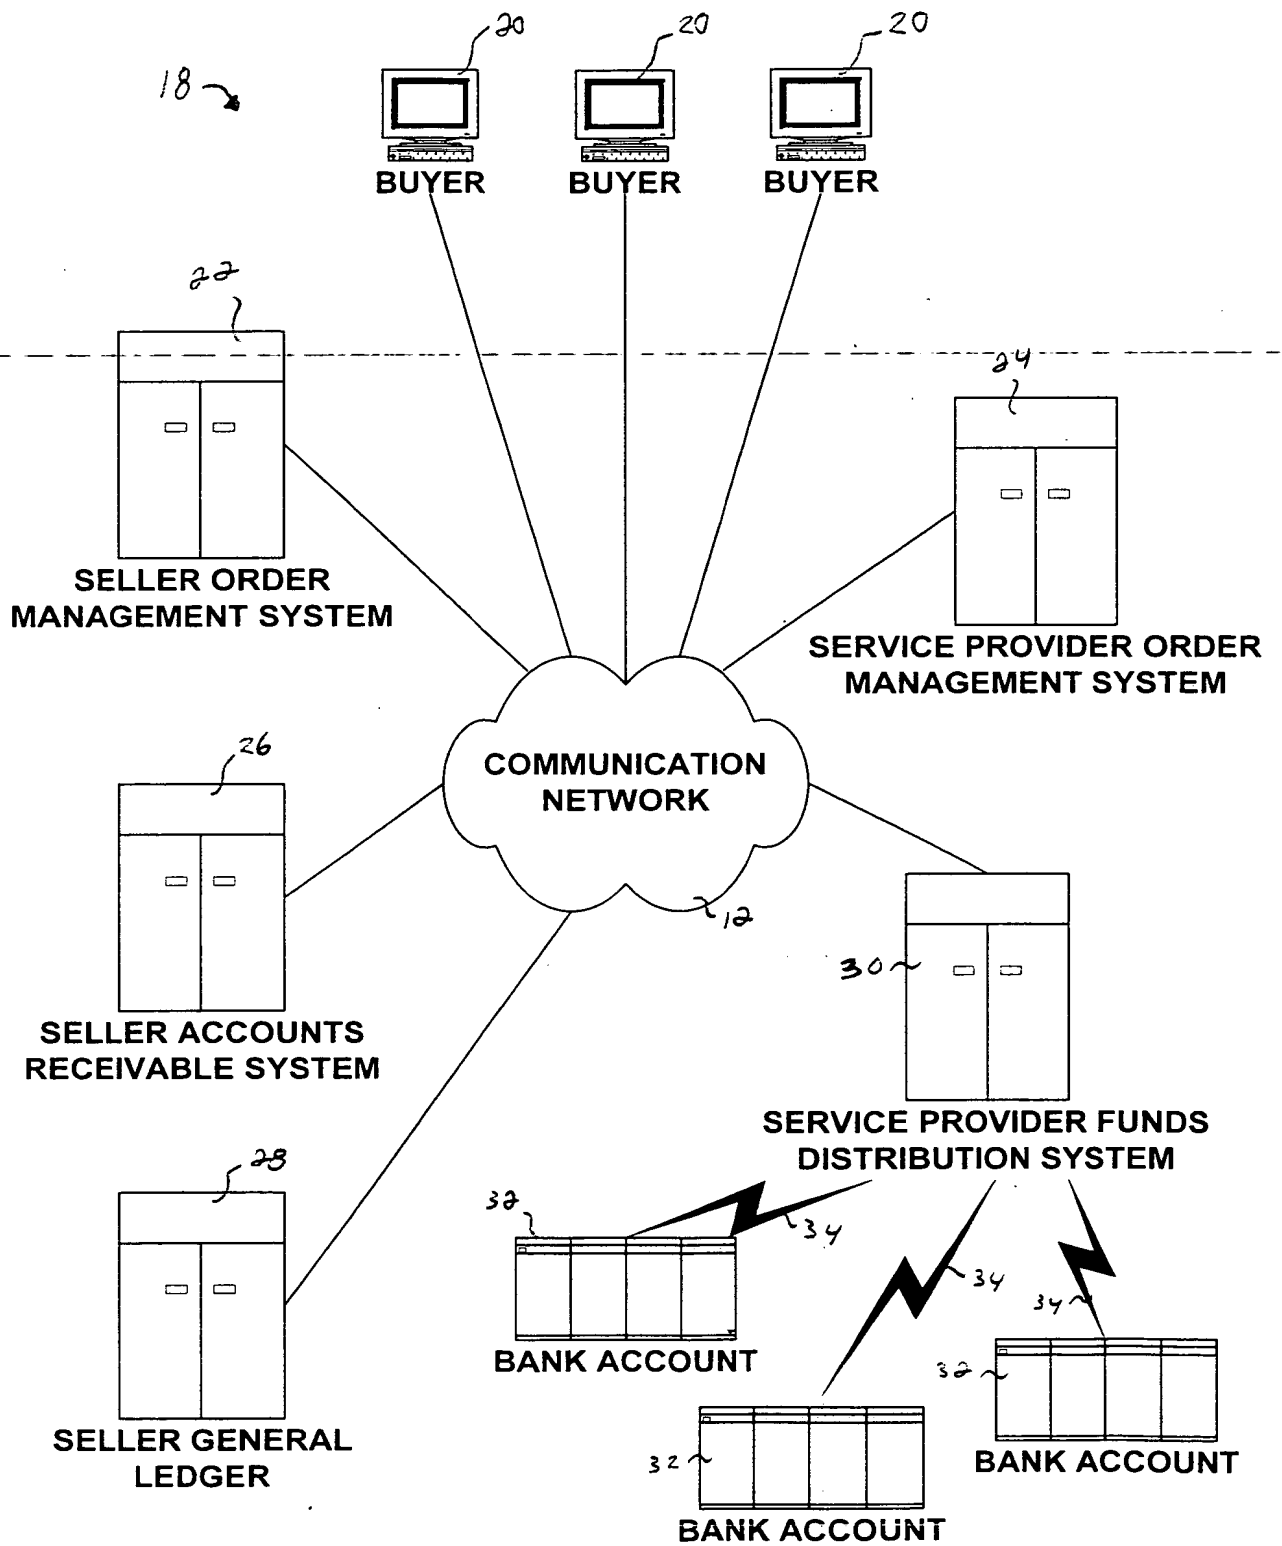 20
20
20
18
BUYER
BUYER
BUYER
22
24
SELLER ORDER
MANAGEMENT SYSTEM
SERVICE PROVIDER ORDER
MANAGEMENT SYSTEM
26
COMMUNICATION
NETWORK
12
30
SELLER ACCOUNTS
RECEIVABLE SYSTEM
SERVICE PROVIDER FUNDS
DISTRIBUTION SYSTEM
28
32
34
34
34
BANK ACCOUNT
32
SELLER GENERAL
LEDGER
32
BANK ACCOUNT
BANK ACCOUNT